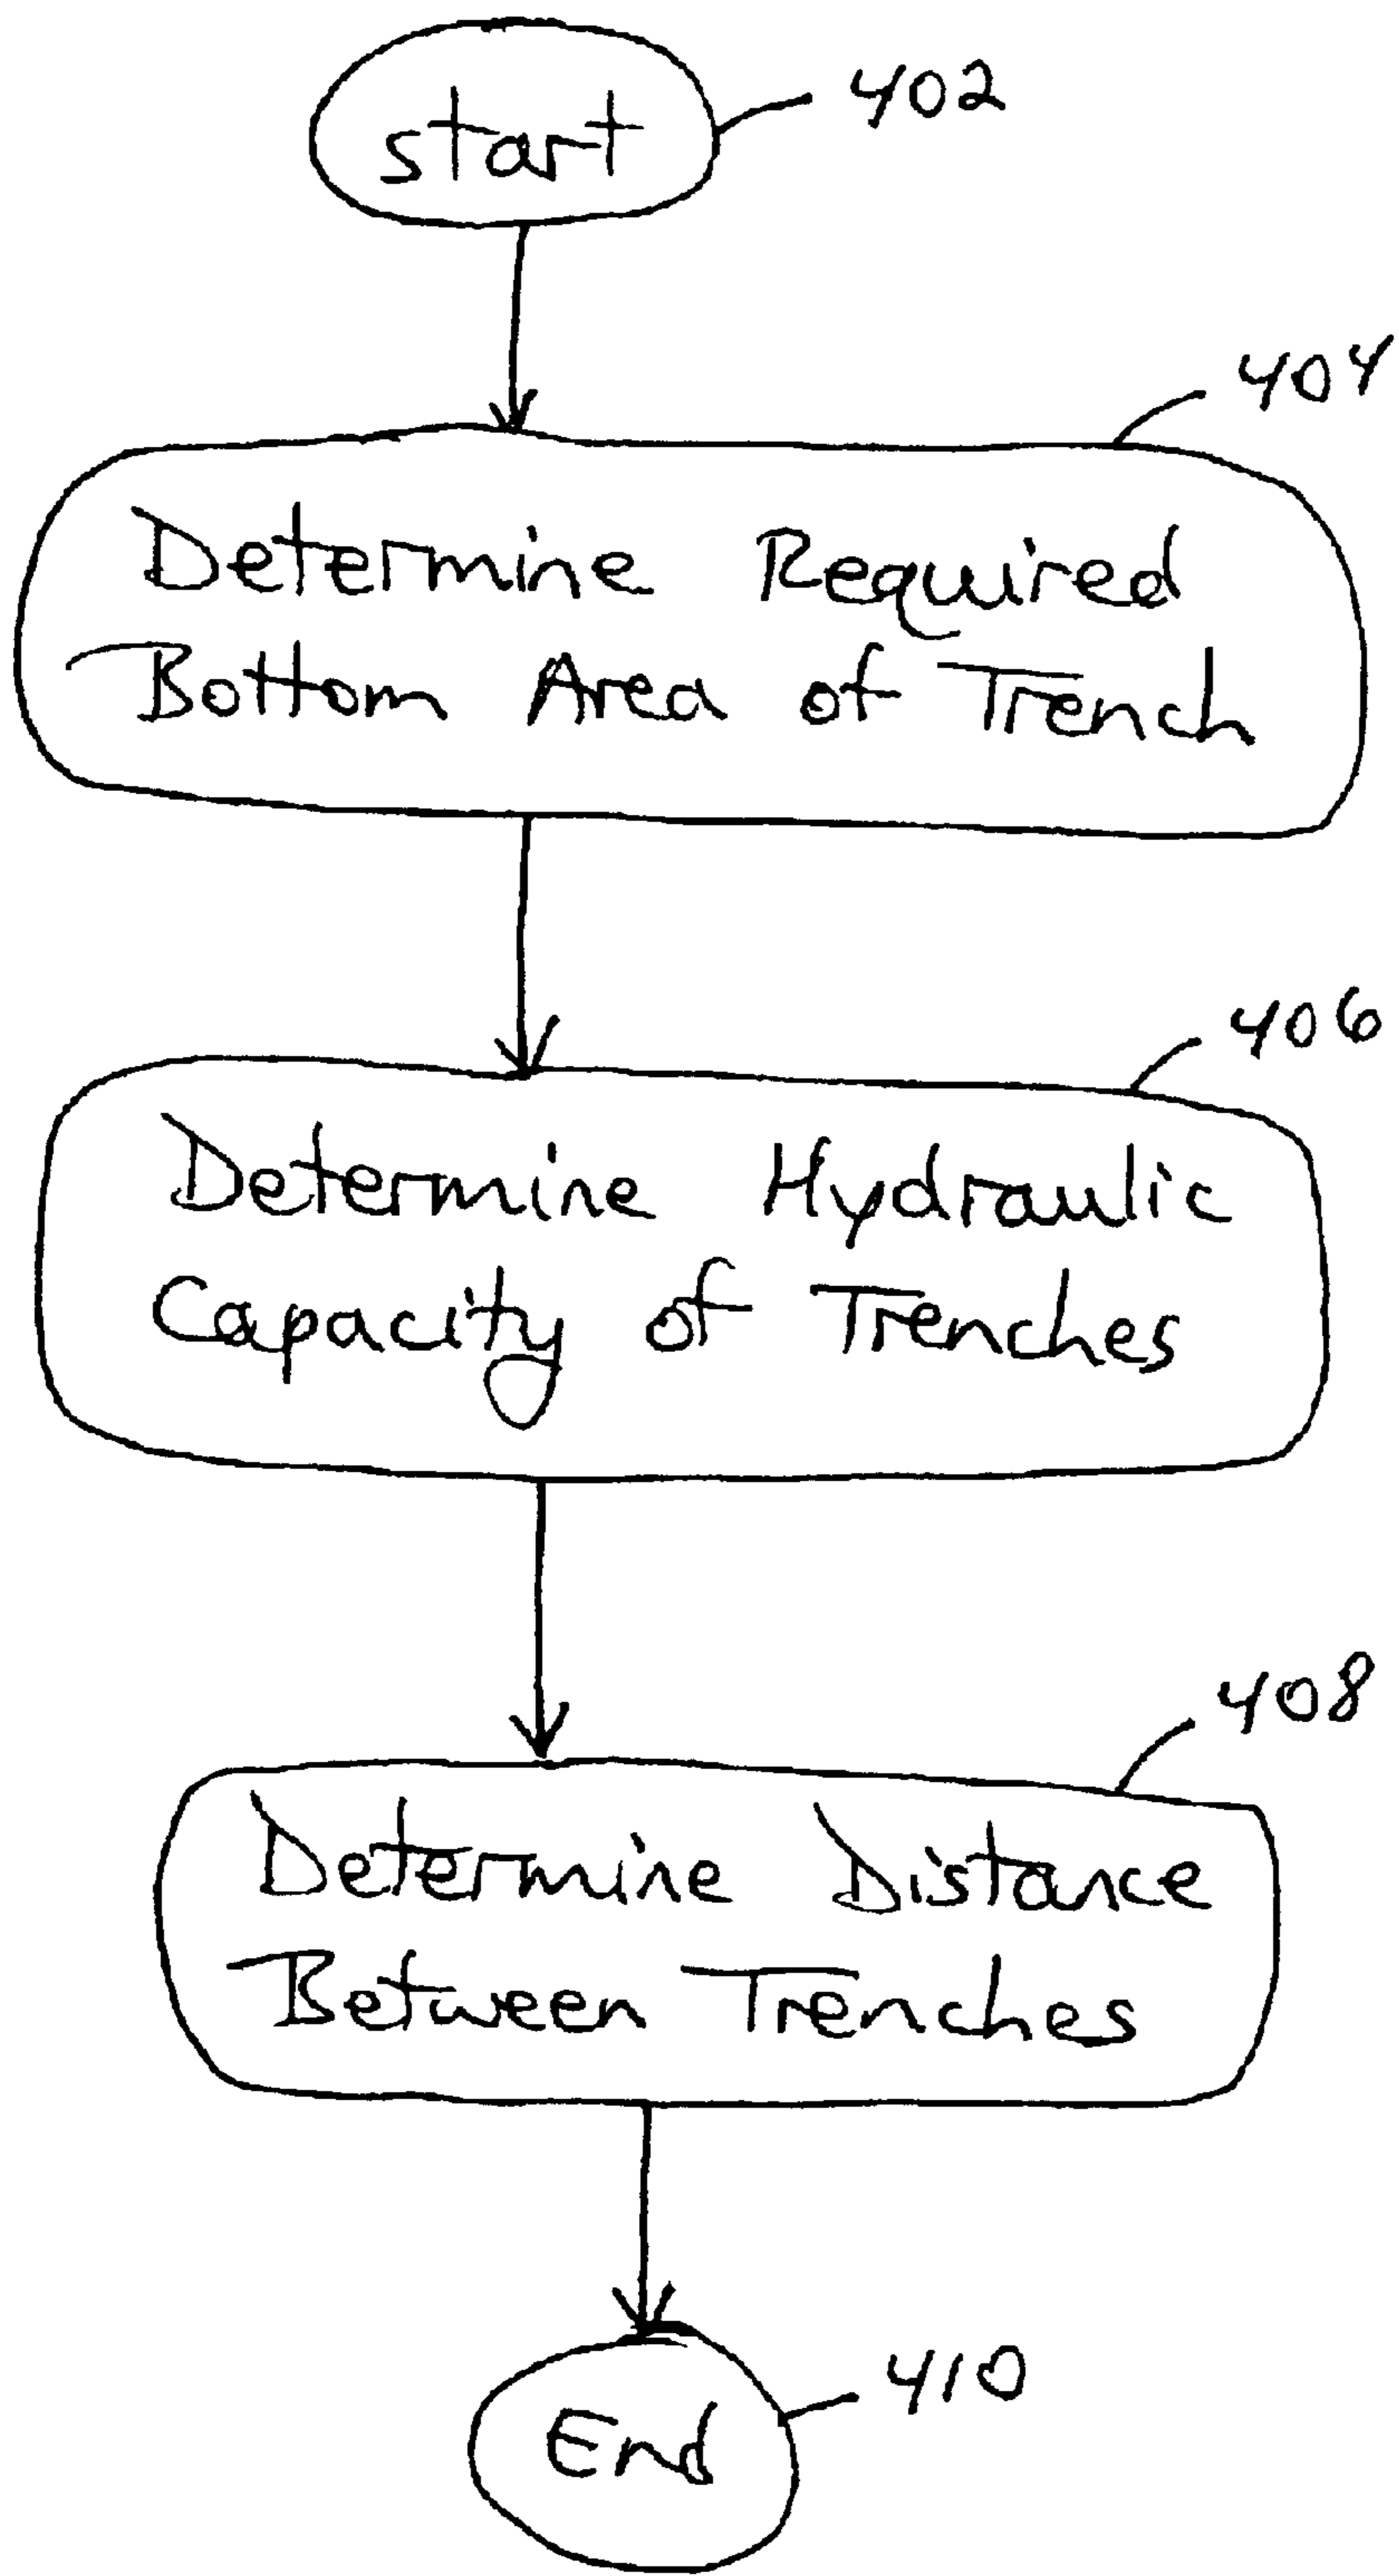 start
402
404
Determine Required
Bottom Area of Trench
406
Determine Hydraulic
Capacity of Trenches
408
Determine Distance
Between Trenches
410
End